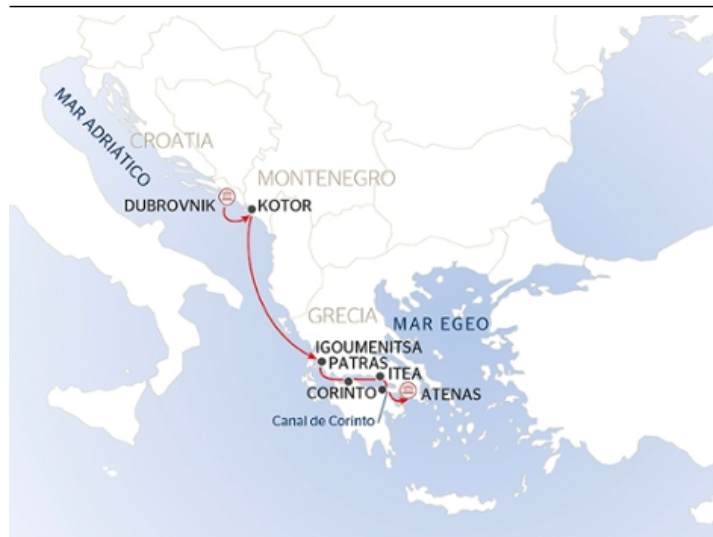 MAR ADRIÁTICO
CROATIA
MONTENEGRO
DUBROVNIK
KOTOR
GRECIA
MAR EGEO
IGOUMENITSA
PATRAS
ITEA
CORINTO
ATENAS
Canal de Corinto